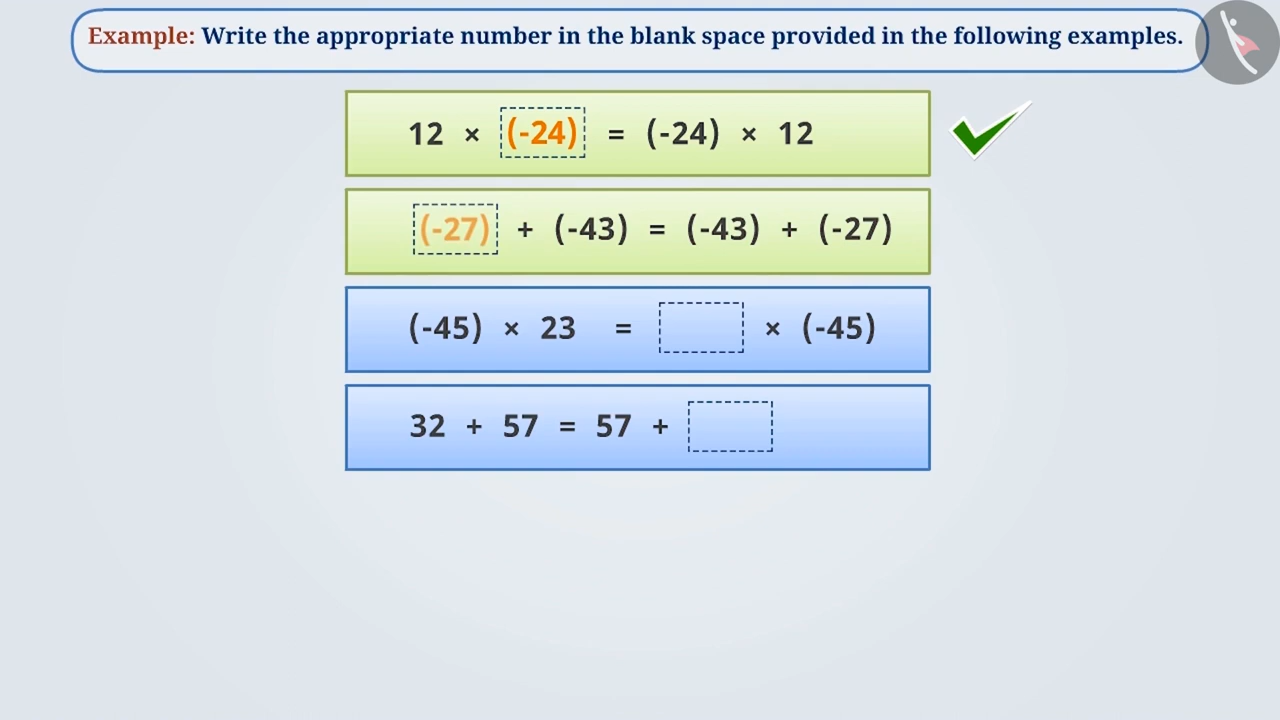 Example: Write the appropriate number in the blank space provided in the following examples.
12 × (-24) = (-24) × 12
(-27) + (-43) = (-43) + (-27)
(-45) × 23 = × (-45)
32 + 57 = 57 +